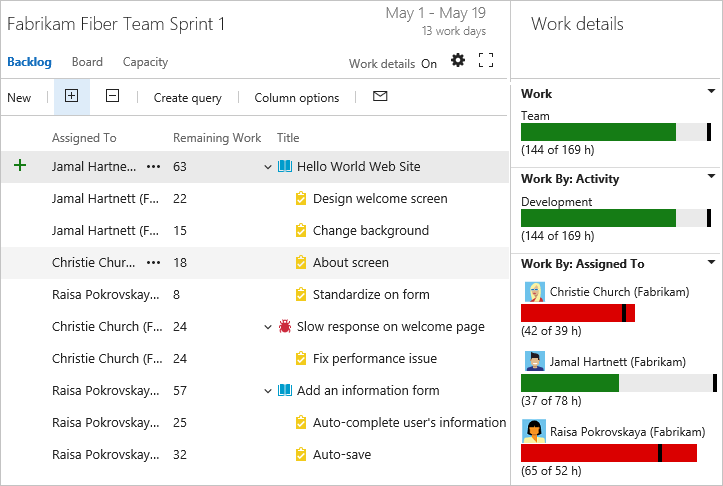 Fabrikam Fiber Team Sprint 1
May 1 - May 19
13 work days
Backlog Board Capacity
Work details On
New Create query Column options
Assigned To Remaining Work Title
Jamal Hartne... ••• 63 Hello World Web Site
Jamal Hartnett (F... 22 Design welcome screen
Jamal Hartnett (F... 15 Change background
Christie Chur... ••• 18 About screen
Raisa Pokrovskay... 8 Standardize on form
Christie Church (F... 24 Slow response on welcome page
Christie Church (F... 24 Fix performance issue
Raisa Pokrovskay... 57 Add an information form
Raisa Pokrovskay... 25 Auto-complete user's information
Raisa Pokrovskay... 32 Auto-save
Work details
Work
Team
(144 of 169 h)
Work By: Activity
Development
(144 of 169 h)
Work By: Assigned To
Christie Church (Fabrikam)
(42 of 39 h)
Jamal Hartnett (Fabrikam)
(37 of 78 h)
Raisa Pokrovskaya (Fabrikam)
(65 of 52 h)